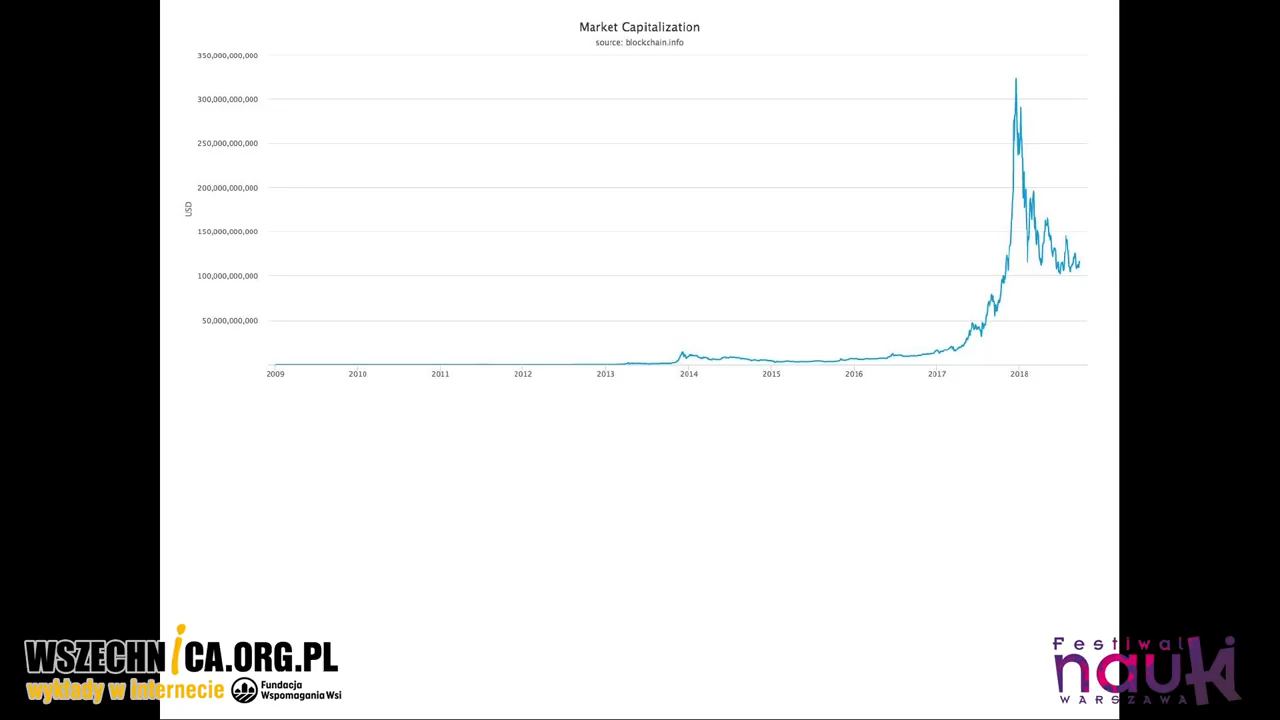 Market Capitalization
source: blockchain.info
350,000,000,000
300,000,000,000
250,000,000,000
200,000,000,000
150,000,000,000
100,000,000,000
50,000,000,000
USD
2009 2010 2011 2012 2013 2014 2015 2016 2017 2018
WSZECHNiCA.ORG.PL
wykłady w Internecie
Fundacja
Wspomagania Wsi
Festiwal
nauki
WARSZAWA